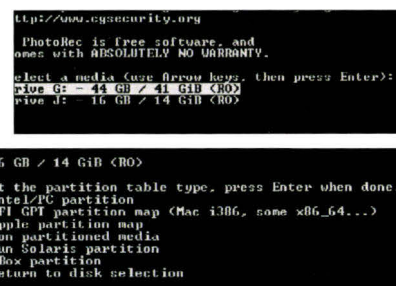 ttp://www.cgsecurity.org
PhotoRec is free software, and
omes with ABSOLUTELY NO WARRANTY.
elect a media (use Arrow keys, then press Enter):
rive G: - 44 GB / 41 GiB (RO)
rive J: - 16 GB / 14 GiB (RO)
6 GB / 14 GiB (RO)
t the partition table type, press Enter when done.
ntel/PC partition
FI GPT partition map (Mac i386, some x86_64...)
pple partition map
on partitioned media
un Solaris partition
Box partition
eturn to disk selection